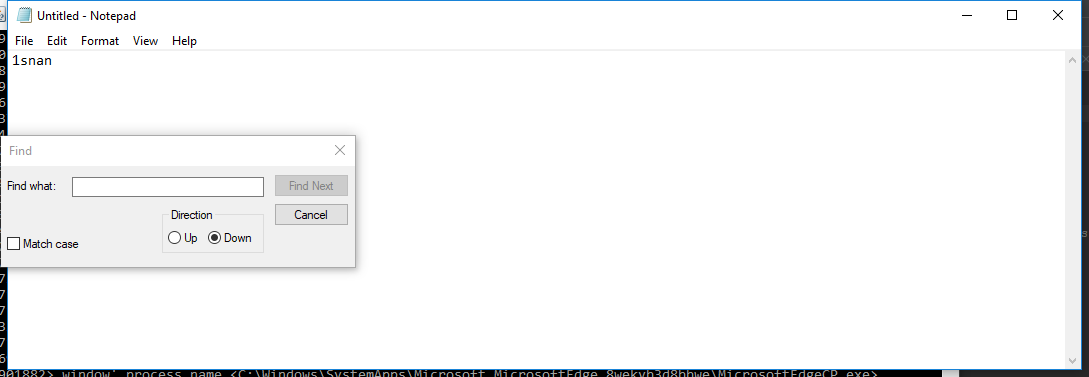 Untitled - Notepad
File Edit Format View Help
1snan
Find
Find what:
Find Next
Direction
Cancel
Up Down
Match case
901882> window' process name <C:\Windows\SystemApps\Microsoft.MicrosoftEdge_8wekyb3d8bbwe\MicrosoftEdgeCP.exe>